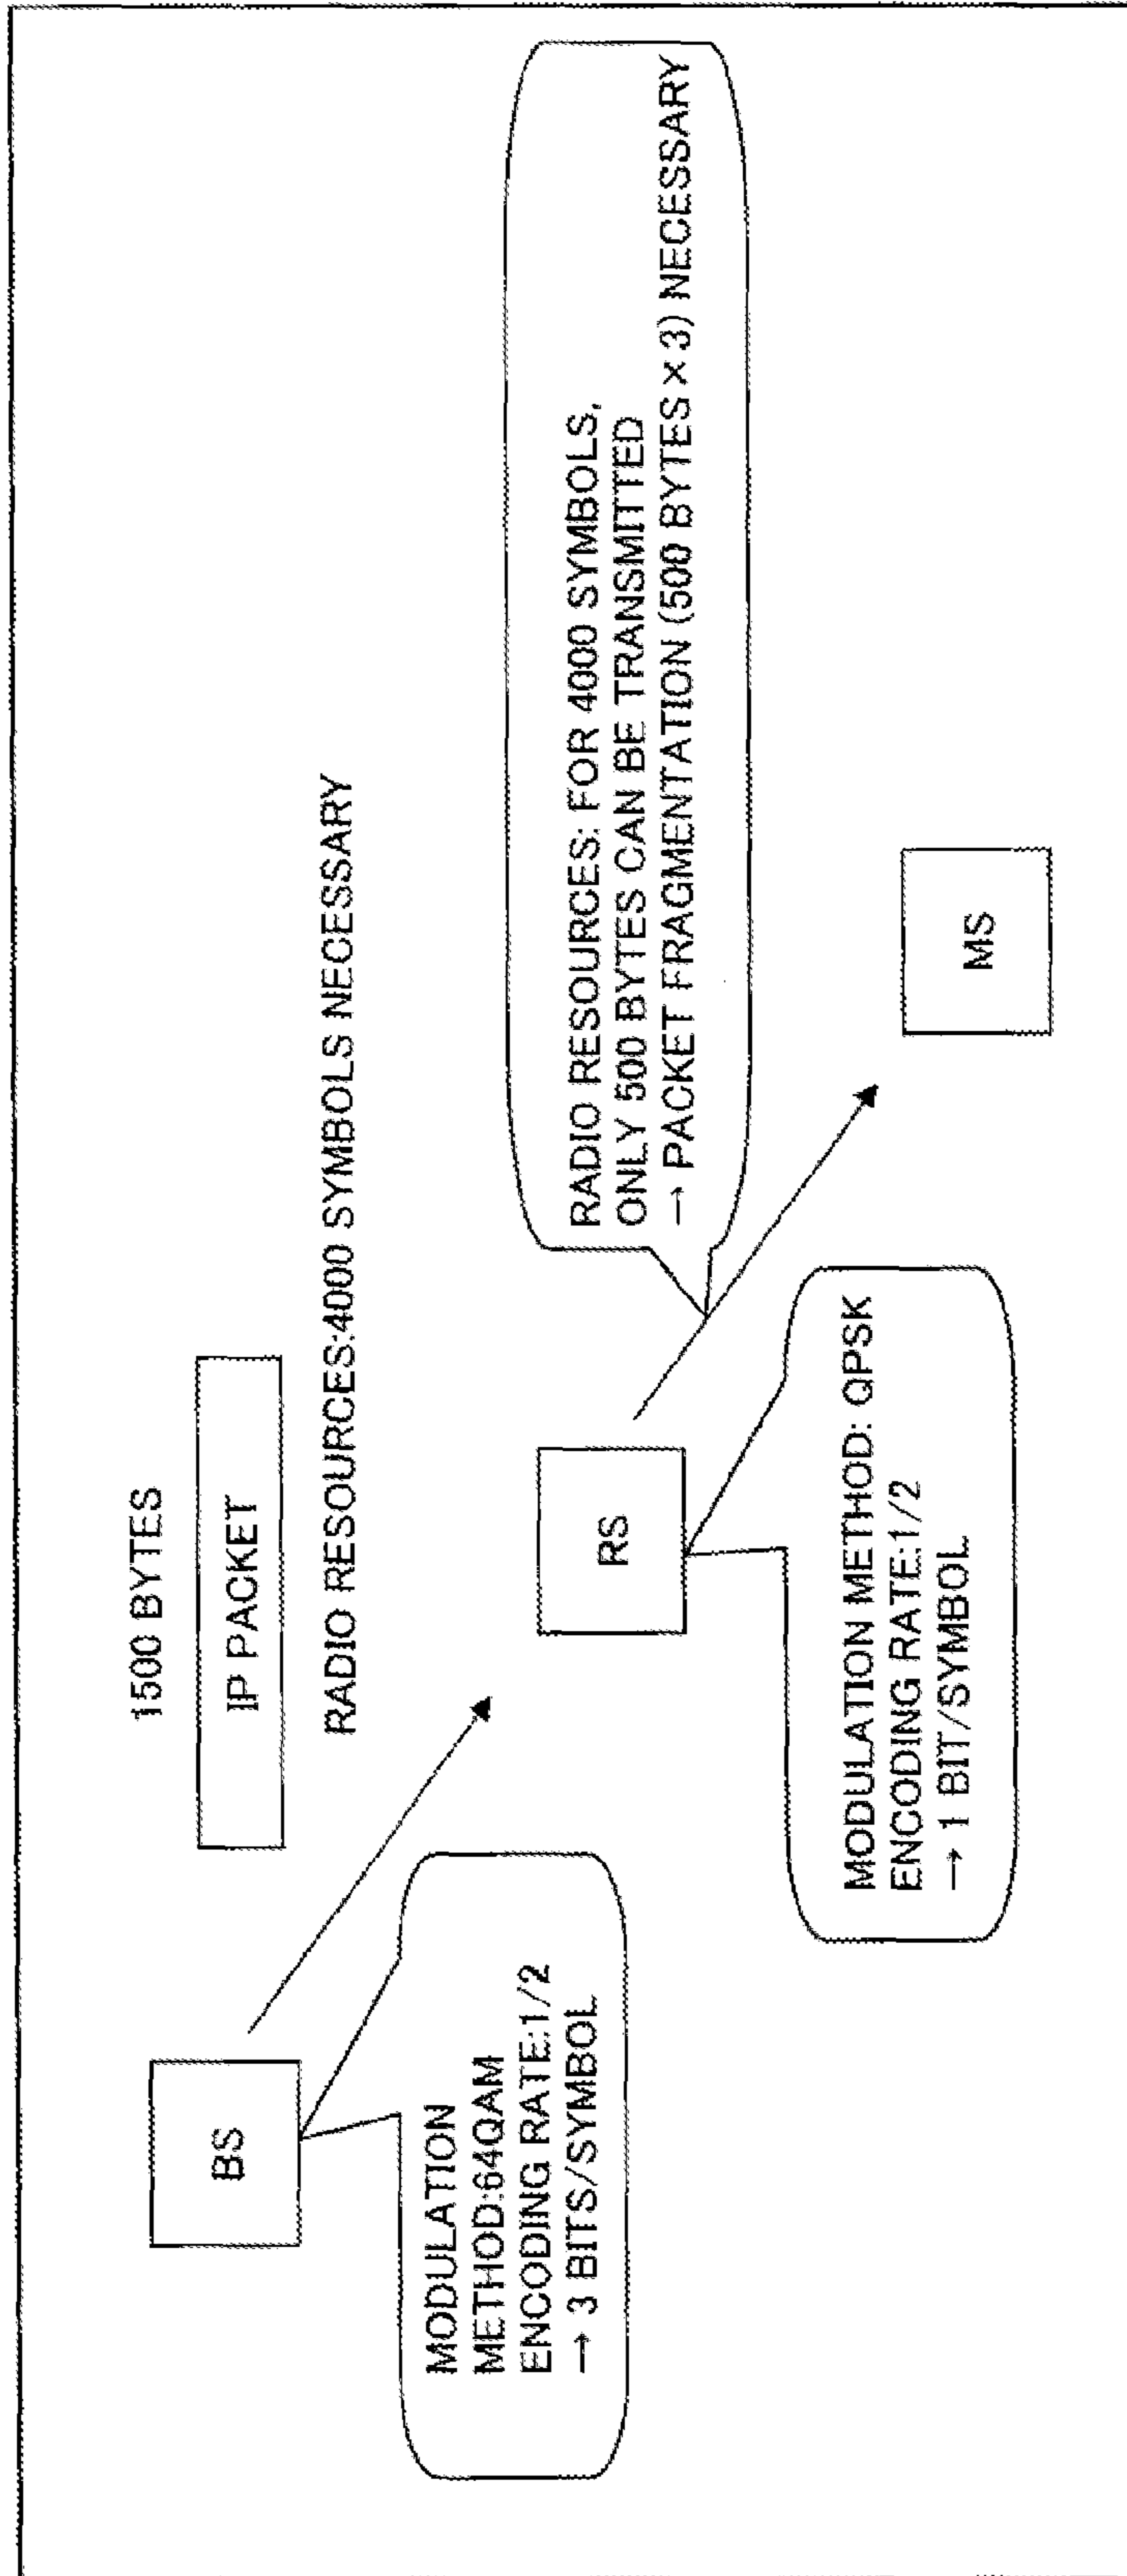 1500 BYTES
IP PACKET
RADIO RESOURCES:4000 SYMBOLS NECESSARY
BS
MODULATION
METHOD:64QAM
ENCODING RATE:1/2
→ 3 BITS/SYMBOL
RS
MODULATION METHOD: QPSK
ENCODING RATE:1/2
→ 1 BIT/SYMBOL
RADIO RESOURCES: FOR 4000 SYMBOLS,
ONLY 500 BYTES CAN BE TRANSMITTED
→ PACKET FRAGMENTATION (500 BYTES × 3) NECESSARY
MS